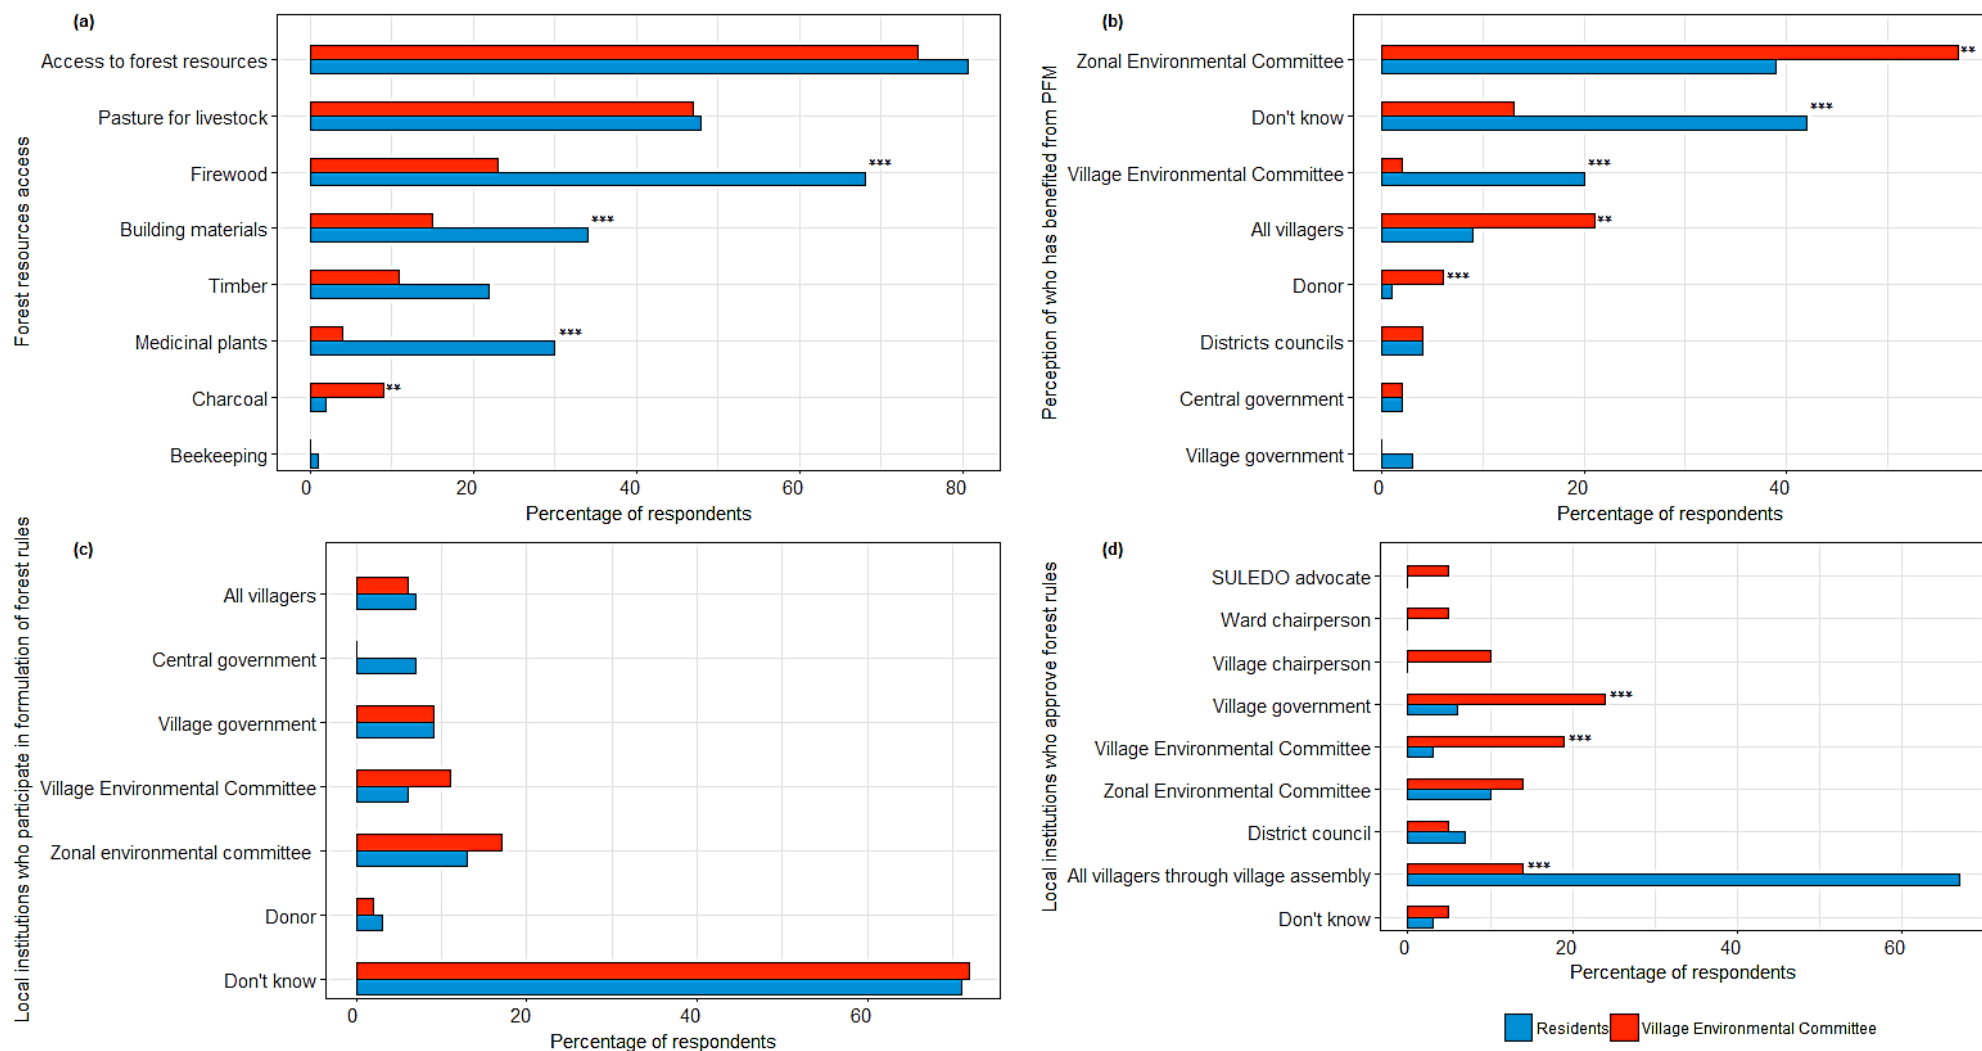 (a)
Forest resources access
Access to forest resources
Pasture for livestock
Firewood
***
Building materials
***
Timber
Medicinal plants
***
Charcoal
**
Beekeeping
0 20 40 60 80
Percentage of respondents
(b)
Perception of who has benefited from PFM
Zonal Environmental Committee
**
Don't know
***
Village Environmental Committee
***
All villagers
**
Donor
***
Districts councils
Central government
Village government
0 20 40
Percentage of respondents
(c)
Local institutions who participate in formulation of forest rules
All villagers
Central government
Village government
Village Environmental Committee
Zonal environmental committee
Donor
Don't know
0 20 40 60
Percentage of respondents
(d)
Local institutions who approve forest rules
SULEDO advocate
Ward chairperson
Village chairperson
Village government
***
Village Environmental Committee
***
Zonal Environmental Committee
District council
All villagers through village assembly
***
Don't know
0 20 40 60
Percentage of respondents
Residents Village Environmental Committee